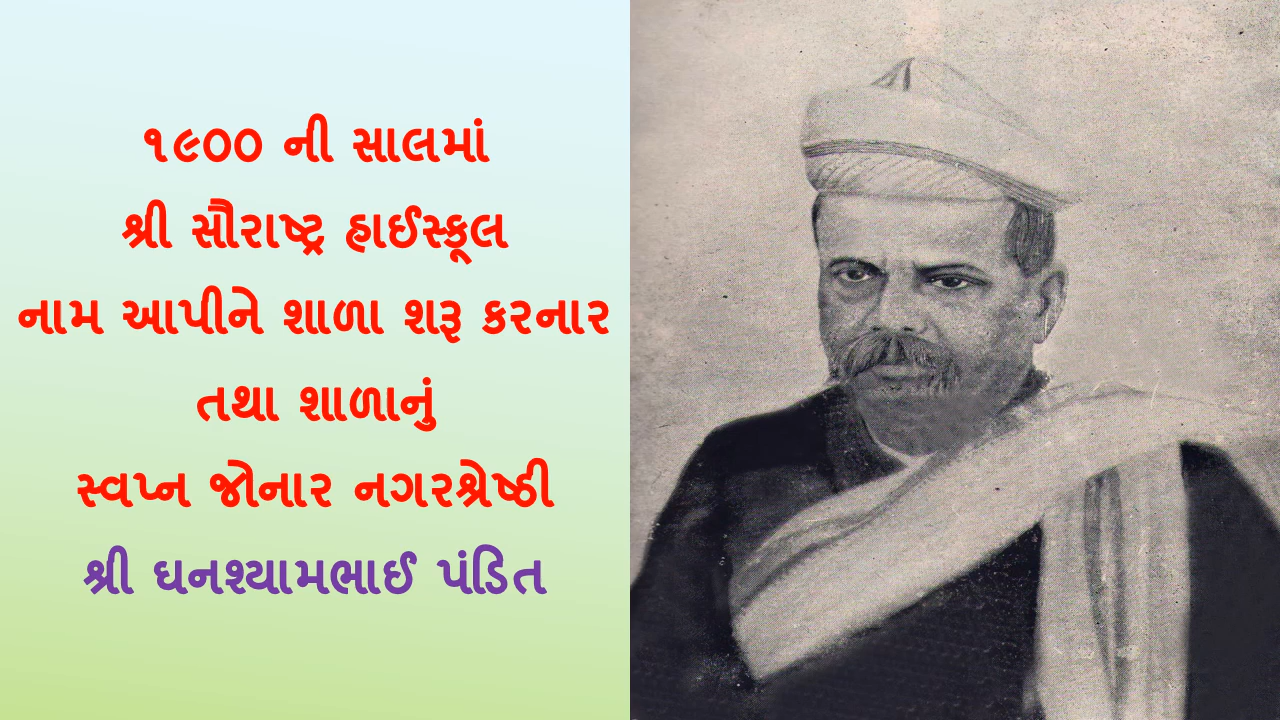 ૧૯૦૦ ની સાલમાં
શ્રી સૌરાષ્ટ્ર હાઈસ્કૂલ
નામ આપીને શાળા શરૂ કરનાર
તથા શાળાનું
સ્વપ્ન જોનાર નગરશ્રેષ્ઠી
શ્રી ઘનશ્યામભાઈ પંડિત